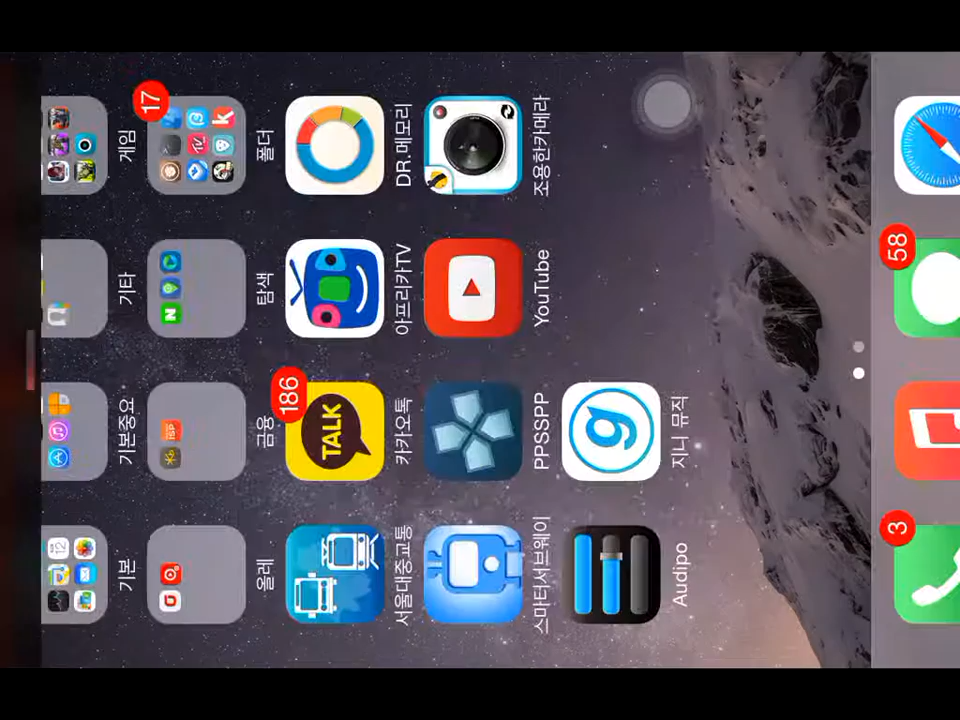 기본
기본중요
기타
게임
17
올레
금융
탐색
폴더
186
TALK
서울대중교통
카카오톡
아프리카TV
DR.메모리
스마터서브웨이
PPSSPP
YouTube
조용한카메라
Audipo
지니 뮤직
3
58